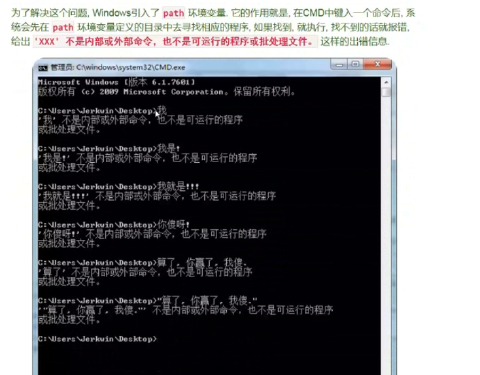 为了解决这个问题, Windows引入了 path 环境变量. 它的作用就是, 在CMD中键入一个命令后, 系
统会先在 path 环境变量定义的目录中去寻找相应的程序, 如果找到, 就执行, 找不到的话就报错,
给出 'XXX' 不是内部或外部命令，也不是可运行的程序或批处理文件。 这样的出错信息.
管理员: C:\windows\system32\CMD.exe
Microsoft Windows [版本 6.1.7601]
版权所有 (c) 2009 Microsoft Corporation。保留所有权利。
C:\Users\Jerkwin\Desktop>我
'我' 不是内部或外部命令，也不是可运行的程序
或批处理文件。
C:\Users\Jerkwin\Desktop>我是!
'我是!' 不是内部或外部命令，也不是可运行的程序
或批处理文件。
C:\Users\Jerkwin\Desktop>我就是!!!
'我就是!!!' 不是内部或外部命令，也不是可运行的程序
或批处理文件。
C:\Users\Jerkwin\Desktop>你傻呀!
'你傻呀!' 不是内部或外部命令，也不是可运行的程序
或批处理文件。
C:\Users\Jerkwin\Desktop>算了，你赢了，我傻.
'算了' 不是内部或外部命令，也不是可运行的程序
或批处理文件。
C:\Users\Jerkwin\Desktop>"算了，你赢了，我傻."
'"算了，你赢了，我傻."' 不是内部或外部命令，也不是可运行的程序
或批处理文件。
C:\Users\Jerkwin\Desktop>